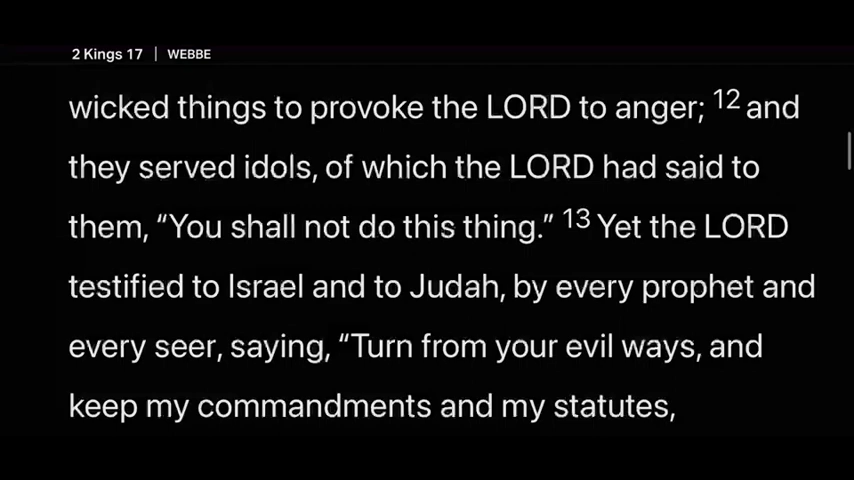 2 Kings 17 | WEBBE
wicked things to provoke the LORD to anger; 12 and
they served idols, of which the LORD had said to
them, “You shall not do this thing.” 13 Yet the LORD
testified to Israel and to Judah, by every prophet and
every seer, saying, “Turn from your evil ways, and
keep my commandments and my statutes,